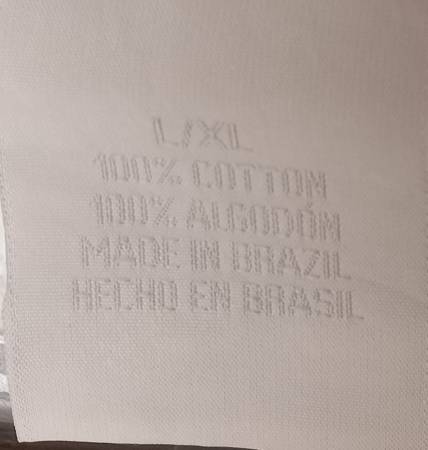 L/XL
100% COTTON
100% ALGODÓN
MADE IN BRAZIL
HECHO EN BRASIL